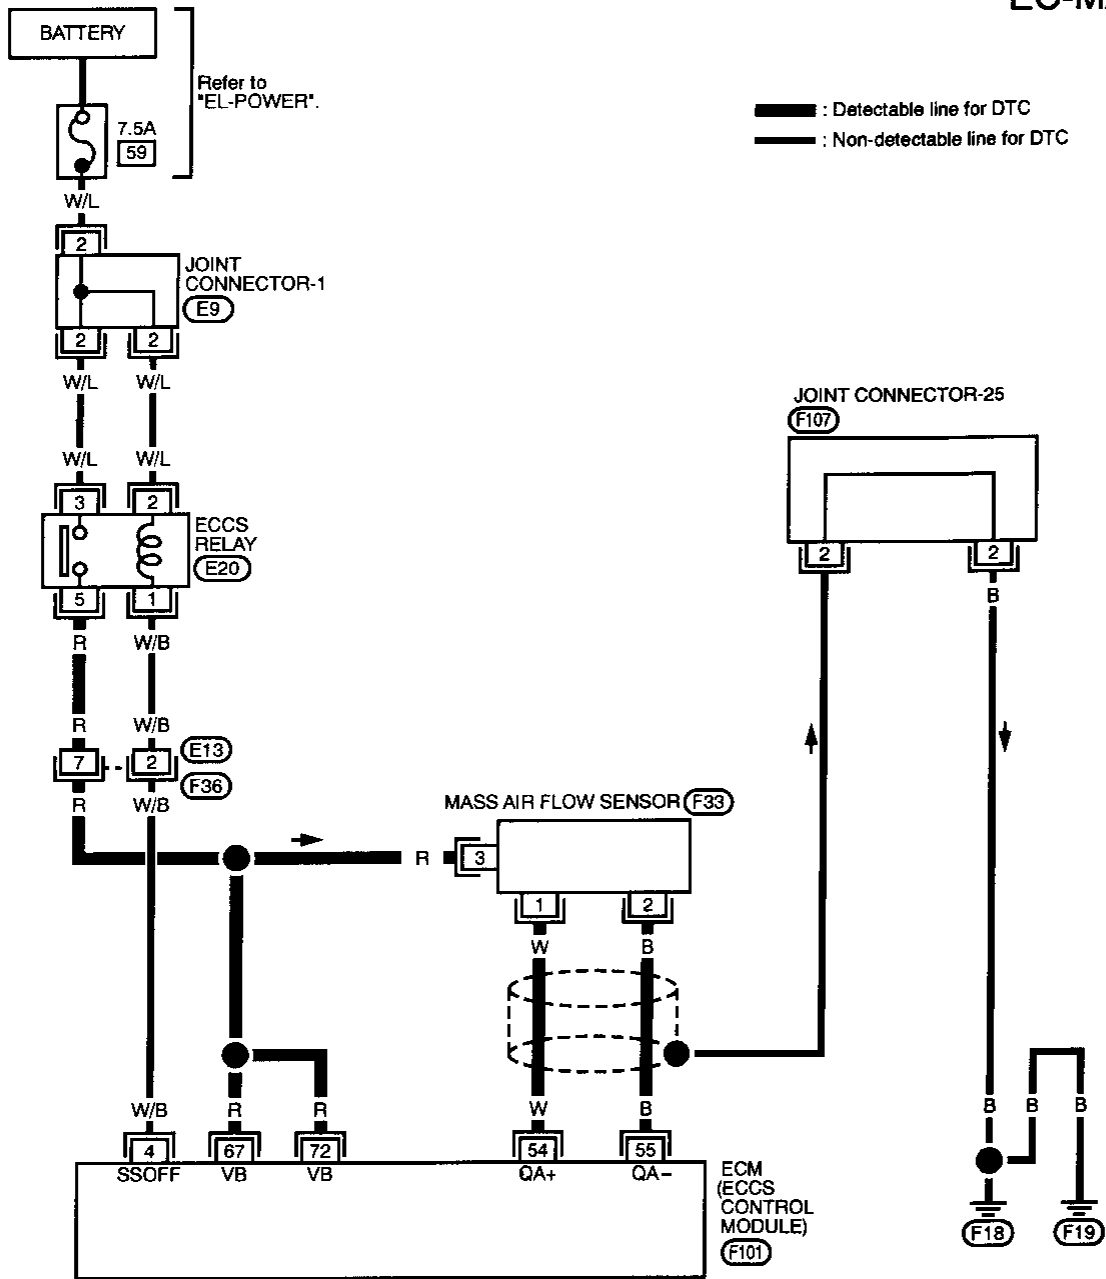 BATTERY
Refer to
"EL-POWER".
7.5A
59
: Detectable line for DTC
: Non-detectable line for DTC
W/L
2
JOINT
CONNECTOR-1
E9
2 2
W/L W/L
W/L W/L
3 2
ECCS
RELAY
E20
5 1
R W/B
R W/B
7 2
E13
F36
R W/B
JOINT CONNECTOR-25
F107
2 2
B
MASS AIR FLOW SENSOR F33
R 3
1 2
W B
W/B R R W B
4 67 72 54 55
SSOFF VB VB QA+ QA-
ECM
(ECCS
CONTROL
MODULE)
F101
B B B
F18 F19